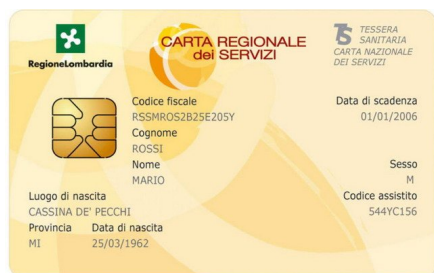 RegioneLombardia
CARTA REGIONALE
dei SERVIZI
TS TESSERA
SANITARIA
CARTA NAZIONALE
DEI SERVIZI
Codice fiscale
RSSMROS2B25E205Y
Data di scadenza
01/01/2006
Cognome
ROSSI
Nome
MARIO
Sesso
M
Luogo di nascita
CASSINA DE' PECCHI
Codice assistito
544YC156
Provincia Data di nascita
MI 25/03/1962